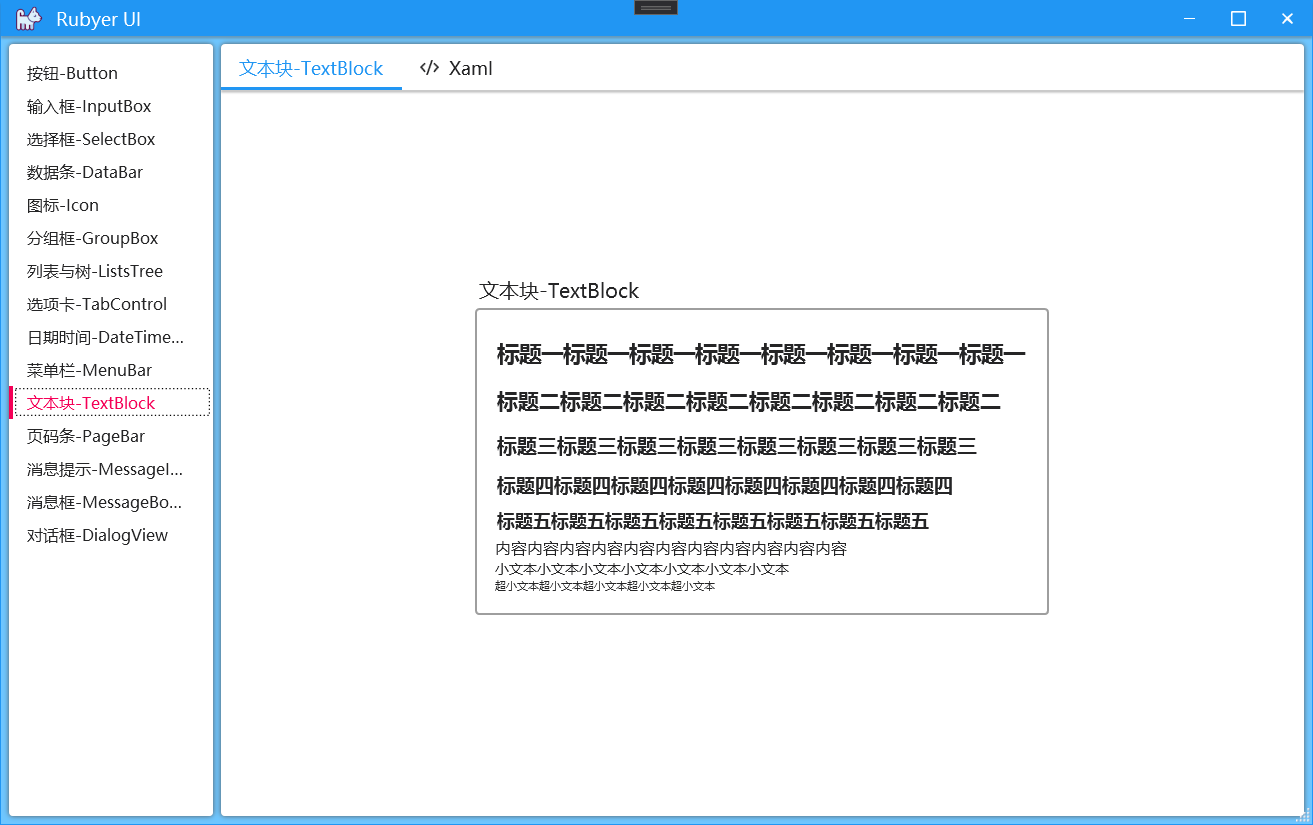 Rubyer UI
按钮-Button
输入框-InputBox
选择框-SelectBox
数据条-DataBar
图标-Icon
分组框-GroupBox
列表与树-ListsTree
选项卡-TabControl
日期时间-DateTime...
菜单栏-MenuBar
文本块-TextBlock
页码条-PageBar
消息提示-MessageI...
消息框-MessageBo...
对话框-DialogView
文本块-TextBlock
</> Xaml
文本块-TextBlock
标题一标题一标题一标题一标题一标题一标题一标题一
标题二标题二标题二标题二标题二标题二标题二标题二
标题三标题三标题三标题三标题三标题三标题三标题三
标题四标题四标题四标题四标题四标题四标题四标题四
标题五标题五标题五标题五标题五标题五标题五标题五
内容内容内容内容内容内容内容内容内容内容内容
小文本小文本小文本小文本小文本小文本小文本
超小文本超小文本超小文本超小文本超小文本